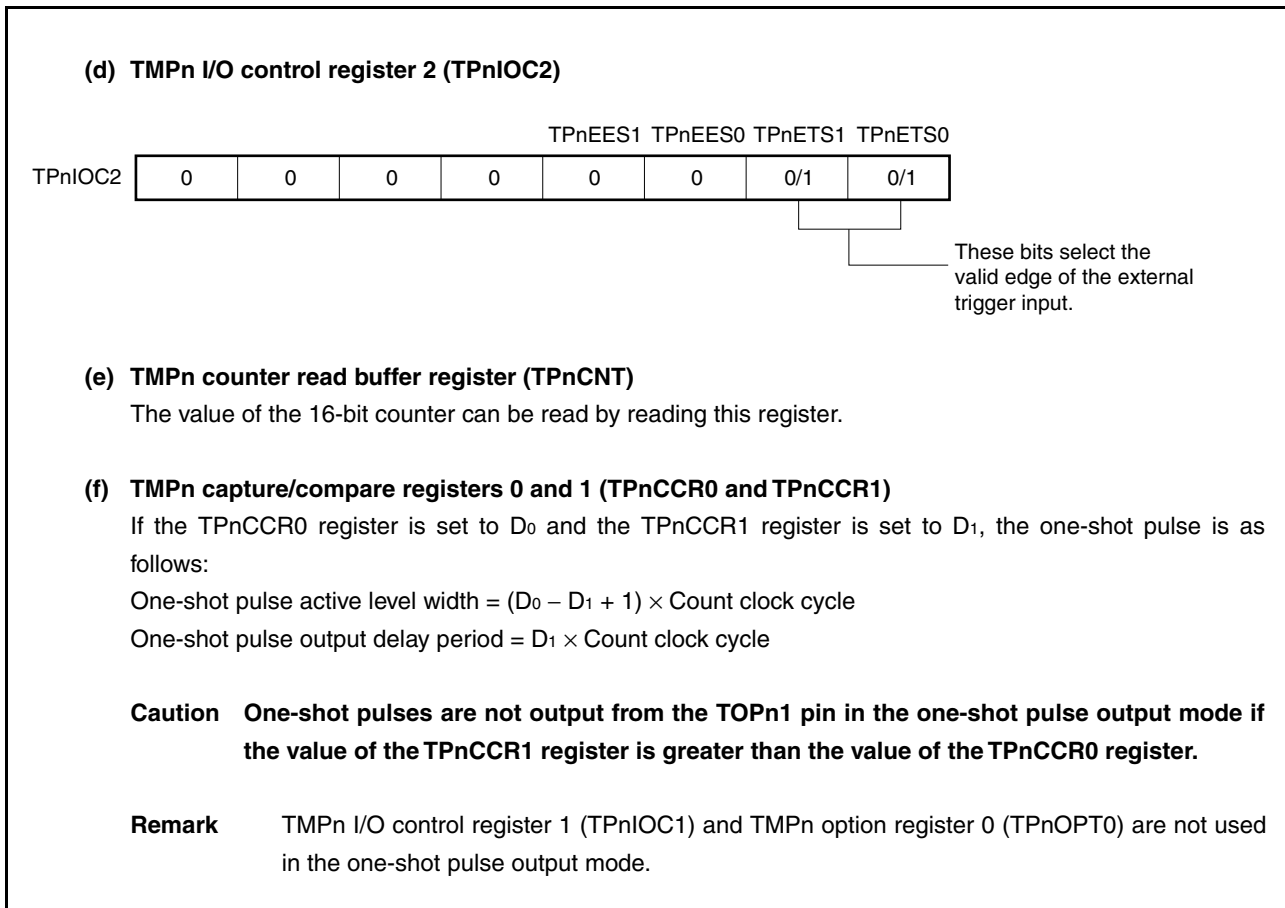 (d) TMPn I/O control register 2 (TPnIOC2)
TPnEES1 TPnEES0 TPnETS1 TPnETS0
TPnIOC2 0 0 0 0 0 0 0/1 0/1
These bits select the
valid edge of the external
trigger input.
(e) TMPn counter read buffer register (TPnCNT)
The value of the 16-bit counter can be read by reading this register.
(f) TMPn capture/compare registers 0 and 1 (TPnCCR0 and TPnCCR1)
If the TPnCCR0 register is set to D0 and the TPnCCR1 register is set to D1, the one-shot pulse is as
follows:
One-shot pulse active level width = (D0 − D1 + 1) × Count clock cycle
One-shot pulse output delay period = D1 × Count clock cycle
Caution One-shot pulses are not output from the TOPn1 pin in the one-shot pulse output mode if
the value of the TPnCCR1 register is greater than the value of the TPnCCR0 register.
Remark TMPn I/O control register 1 (TPnIOC1) and TMPn option register 0 (TPnOPT0) are not used
in the one-shot pulse output mode.